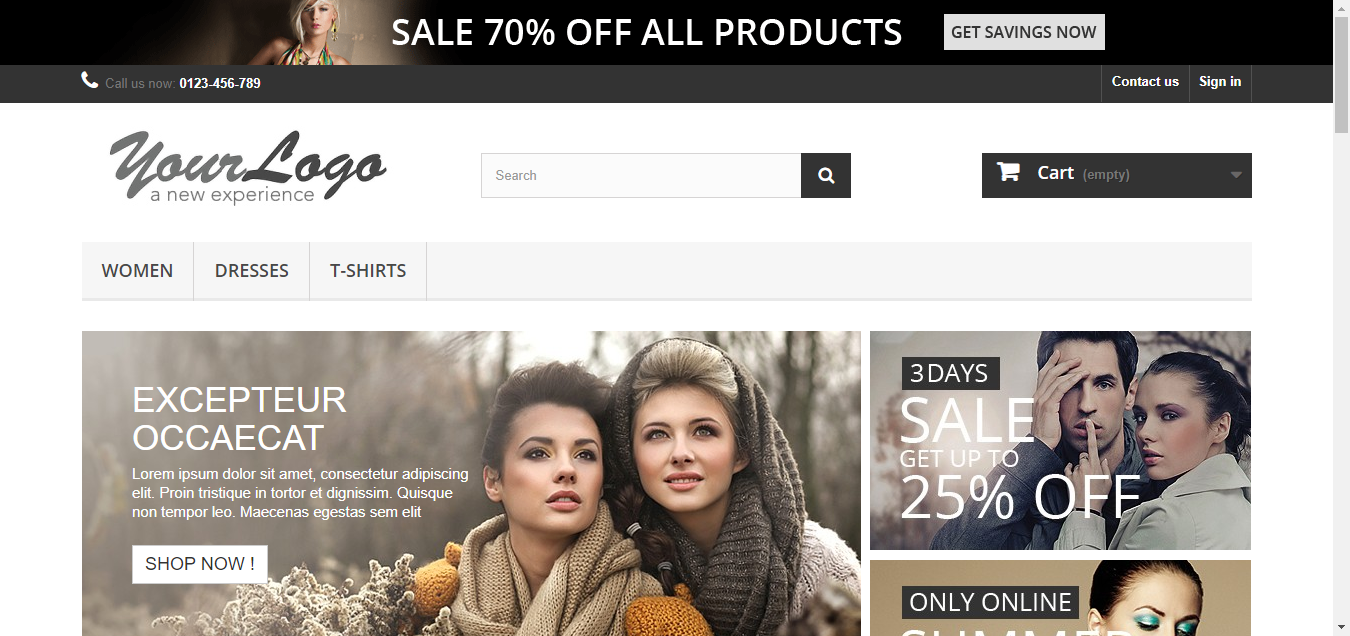 SALE 70% OFF ALL PRODUCTS
GET SAVINGS NOW
Call us now: 0123-456-789
Contact us
Sign in
YourLogo
a new experience
Search
Cart (empty)
WOMEN
DRESSES
T-SHIRTS
EXCEPTEUR
OCCAECAT
Lorem ipsum dolor sit amet, consectetur adipiscing
elit. Proin tristique in tortor et dignissim. Quisque
non tempor leo. Maecenas egestas sem elit
SHOP NOW !
3 DAYS
SALE
GET UP TO
25% OFF
ONLY ONLINE